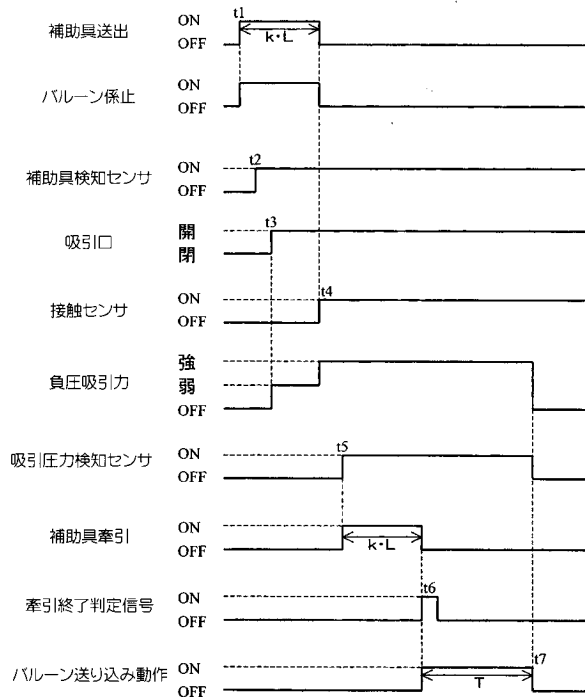 補助具送出 ON OFF t1 k·L
バルーン係止 ON OFF
補助具検知センサ ON OFF t2
吸引口 開 閉 t3
接触センサ ON OFF t4
負圧吸引力 強 弱 OFF
吸引圧力検知センサ ON OFF t5
補助具牽引 ON OFF k·L
牽引終了判定信号 ON OFF t6
バルーン送り込み動作 ON OFF T t7